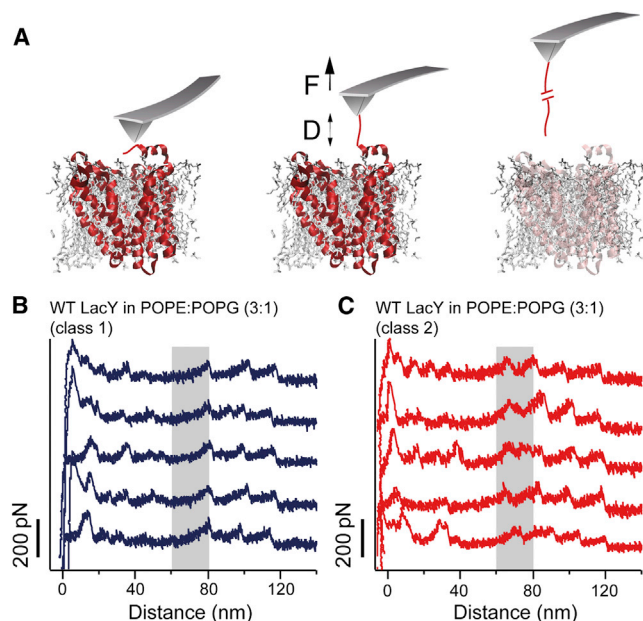 A
F
D
B
WT LacY in POPE:POPG (3:1)
(class 1)
200 pN
0 40 80 120
Distance (nm)
C
WT LacY in POPE:POPG (3:1)
(class 2)
200 pN
0 40 80 120
Distance (nm)